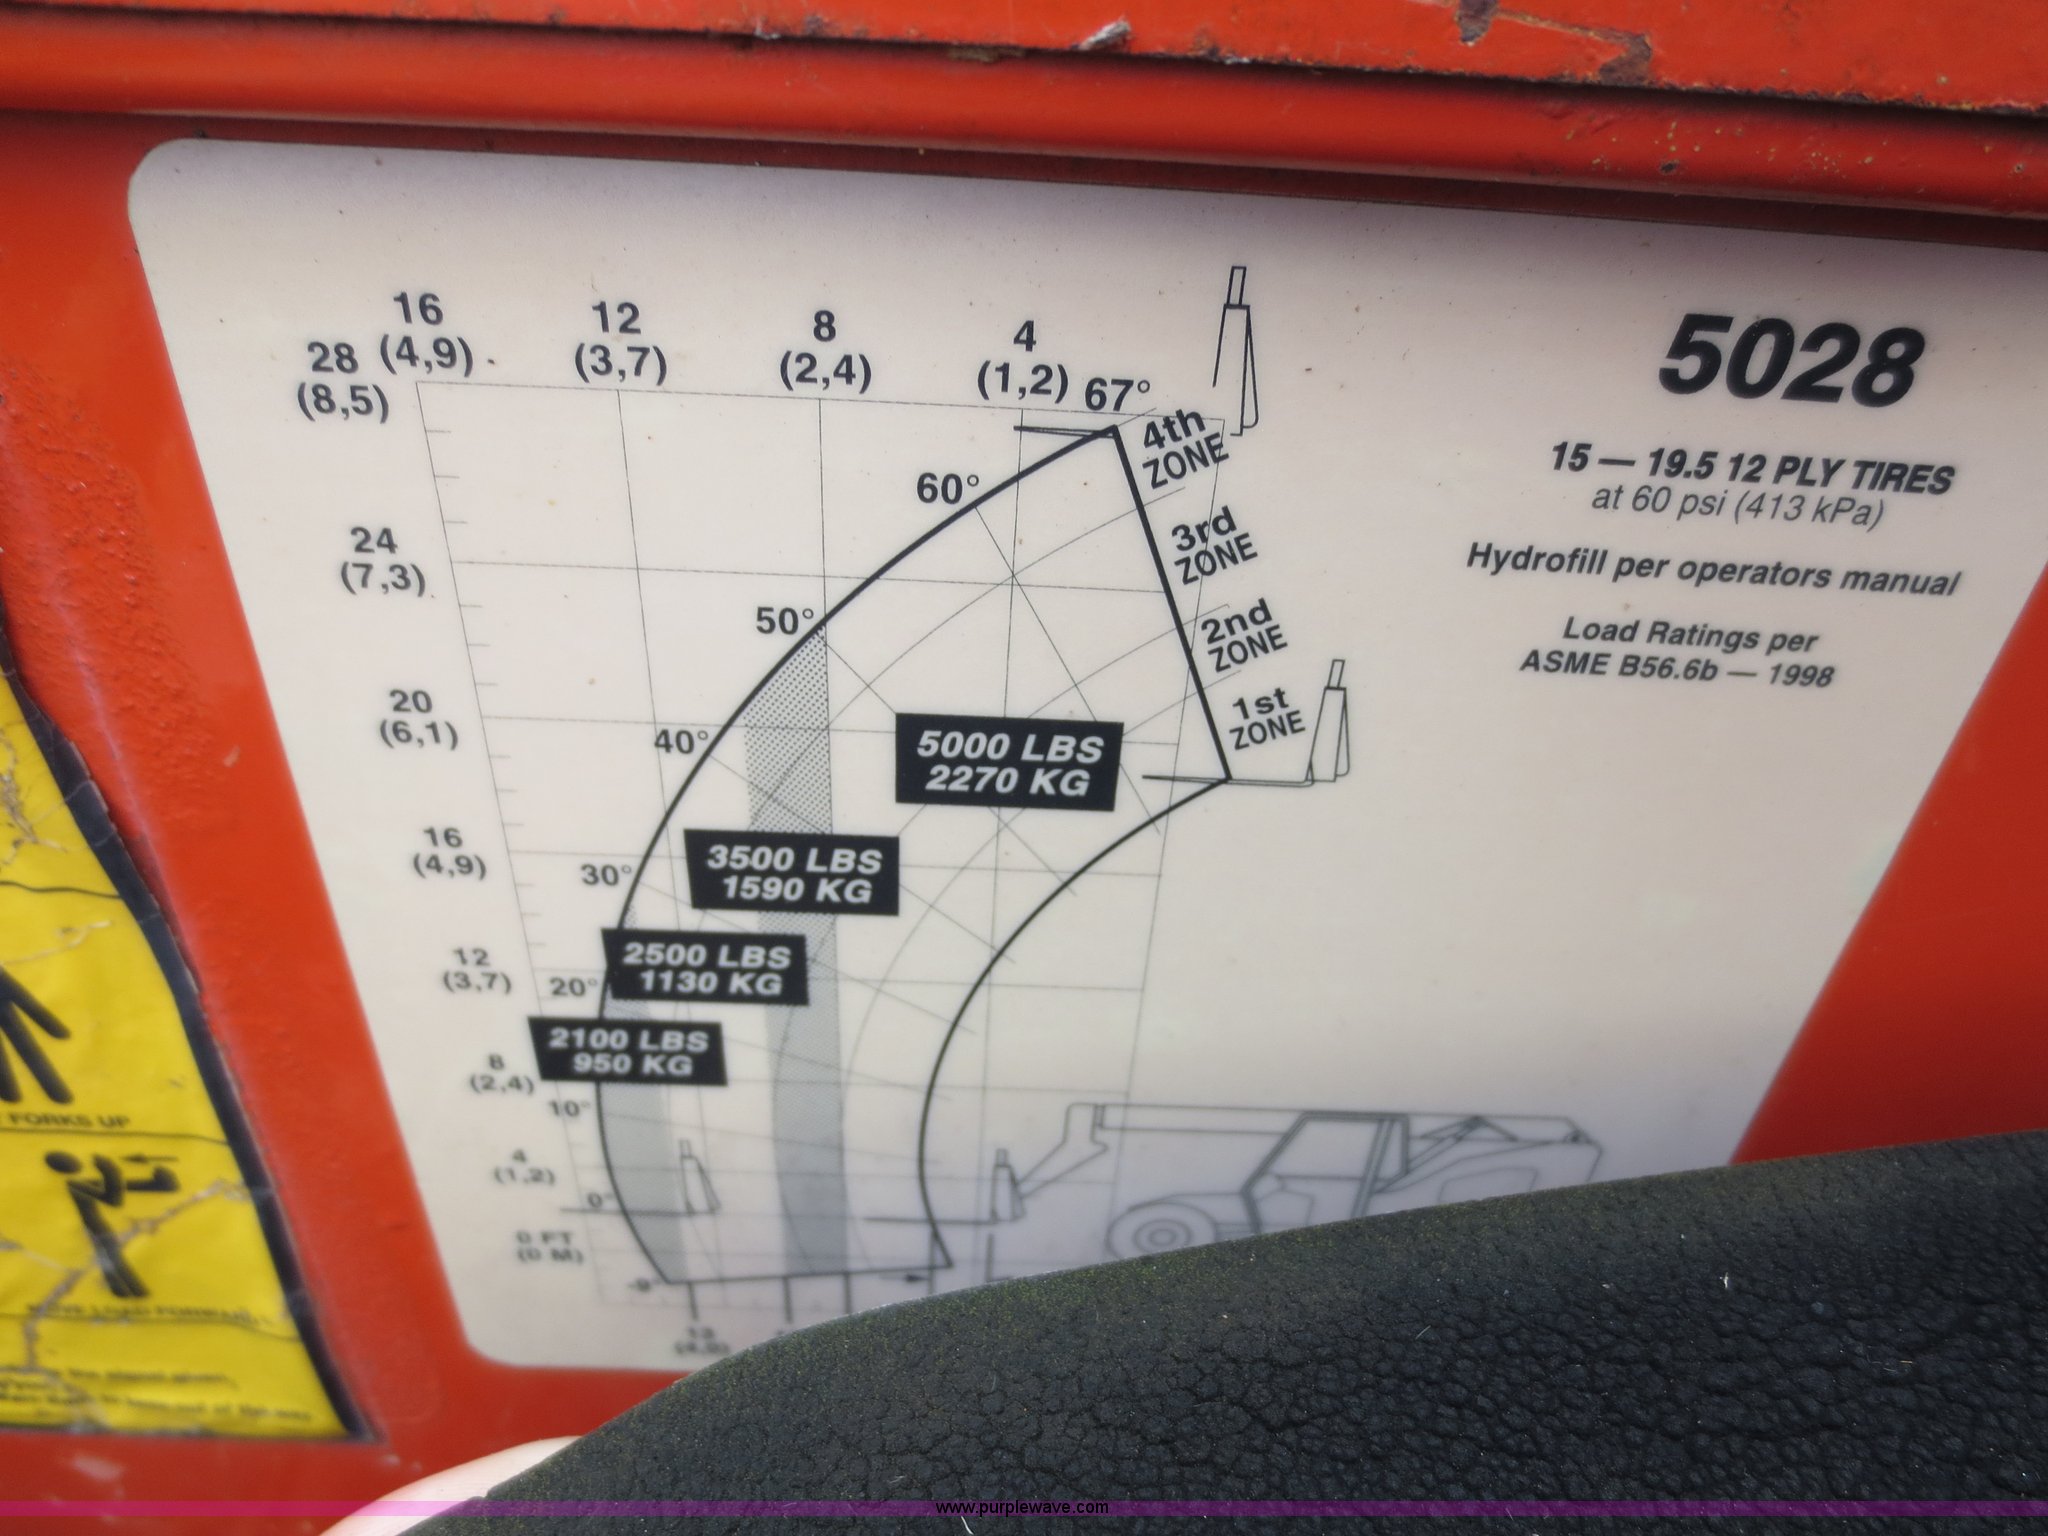 16
(4,9)
12
(3,7)
8
(2,4)
4
(1,2)
67°
28
(8,5)
4th
ZONE
5028
60°
15 — 19.5 12 PLY TIRES
at 60 psi (413 kPa)
3rd
ZONE
24
(7,3)
Hydrofill per operators manual
50°
2nd
ZONE
Load Ratings per
ASME B56.6b — 1998
20
(6,1)
40°
1st
ZONE
5000 LBS
2270 KG
16
(4,9)
30°
3500 LBS
1590 KG
12
(3,7)
20°
2500 LBS
1130 KG
2100 LBS
950 KG
8
(2,4)
10°
4
(1,2)
0°
0 FT
(0 M)
FORKS UP
MOVE LOAD FORWARD
www.purplewave.com